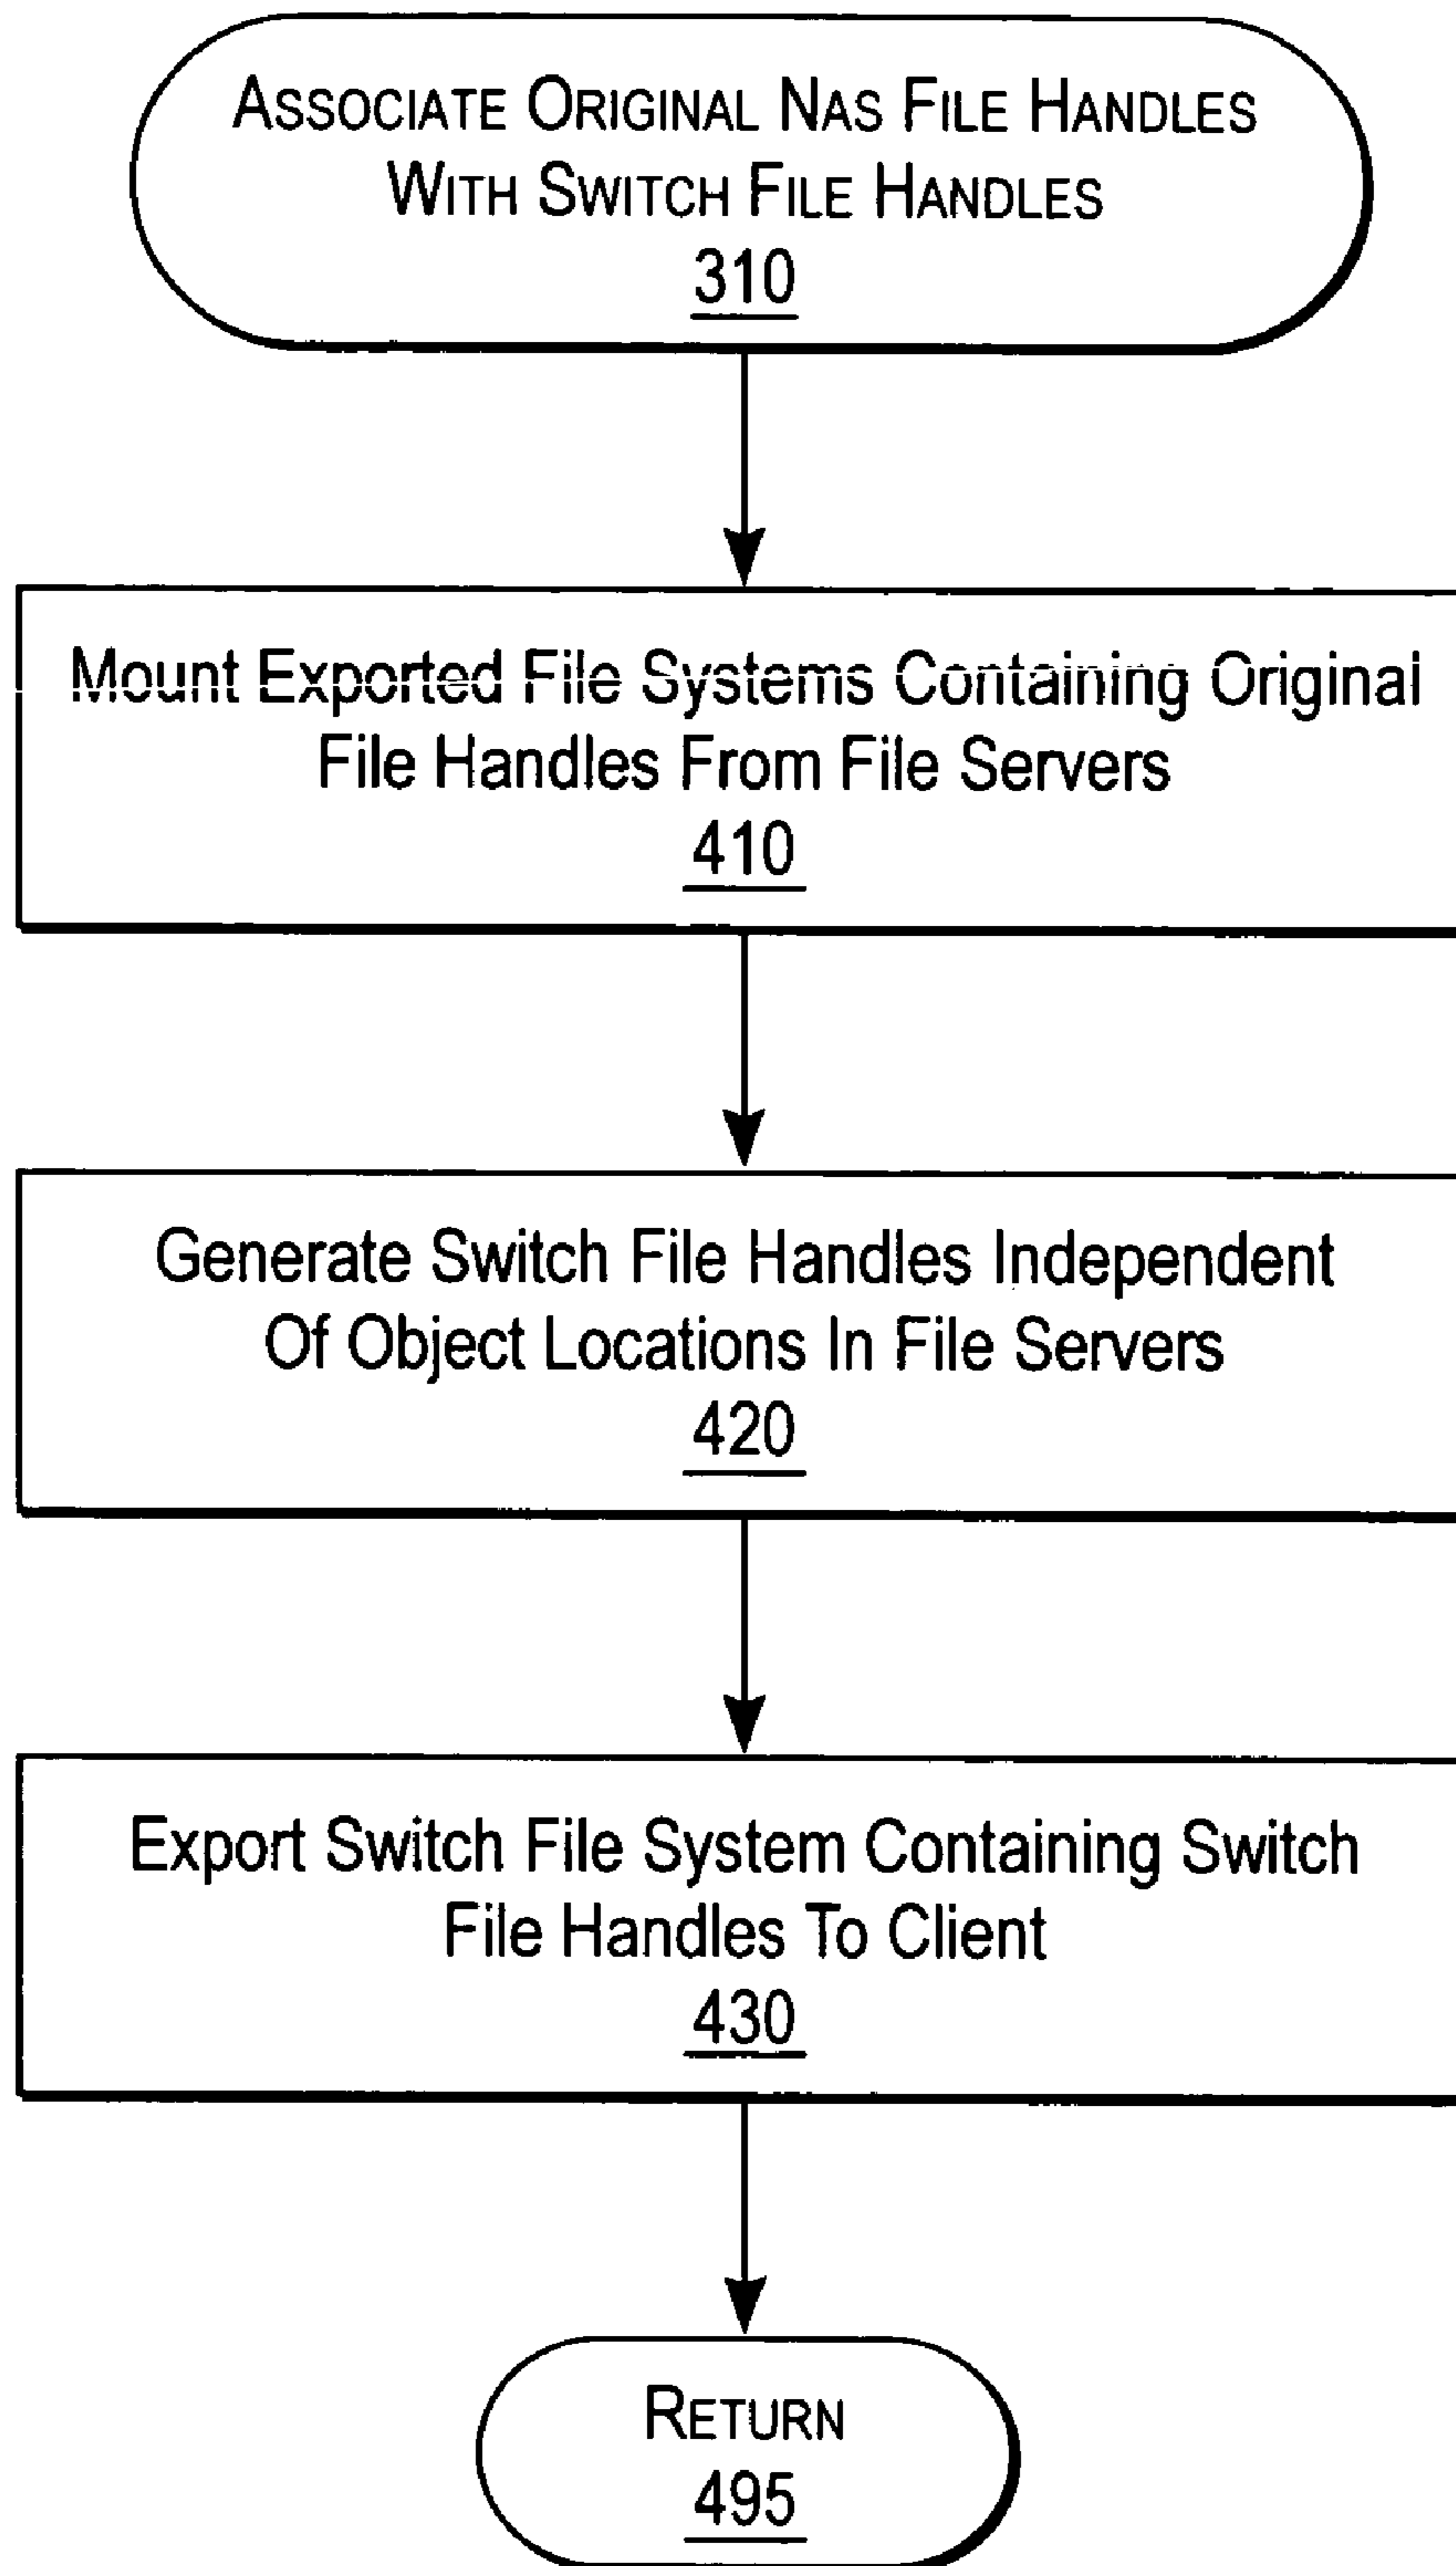 ASSOCIATE ORIGINAL NAS FILE HANDLES
WITH SWITCH FILE HANDLES
310
Mount Exported File Systems Containing Original
File Handles From File Servers
410
Generate Switch File Handles Independent
Of Object Locations In File Servers
420
Export Switch File System Containing Switch
File Handles To Client
430
RETURN
495